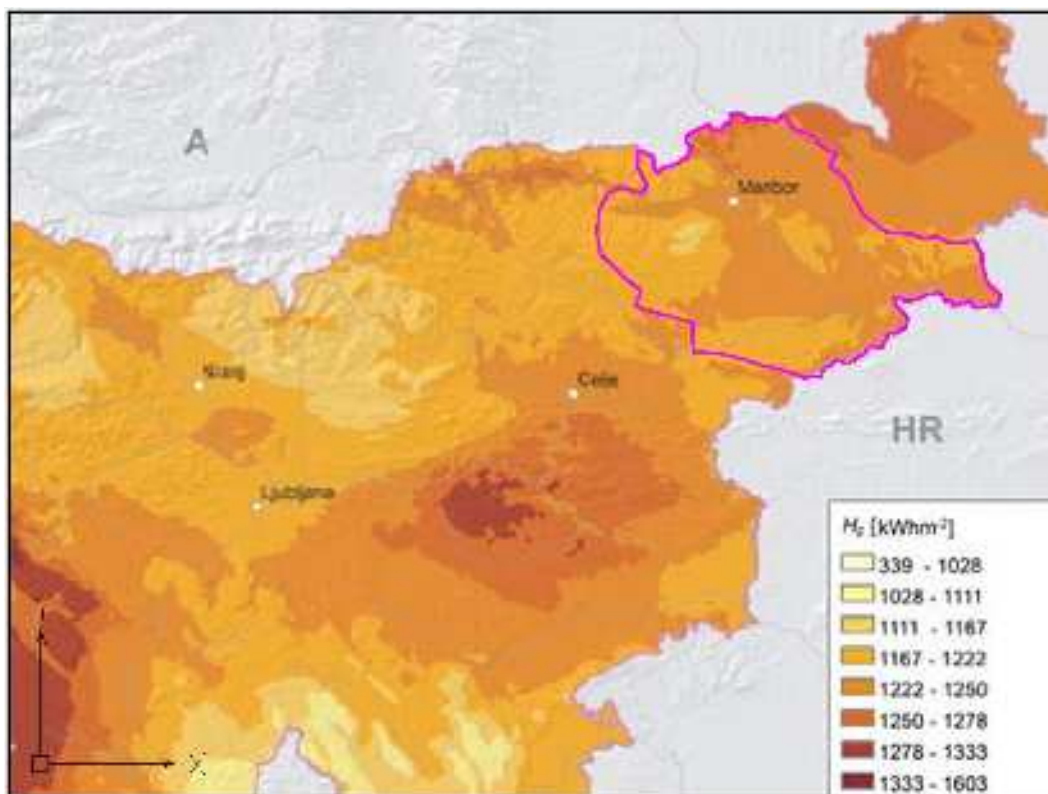 A
Maribor
Kranj
Celje
HR
Ljubljana
H_s [kWhm⁻²]
339 - 1028
1028 - 1111
1111 - 1167
1167 - 1222
1222 - 1250
1250 - 1278
1278 - 1333
1333 - 1603
X